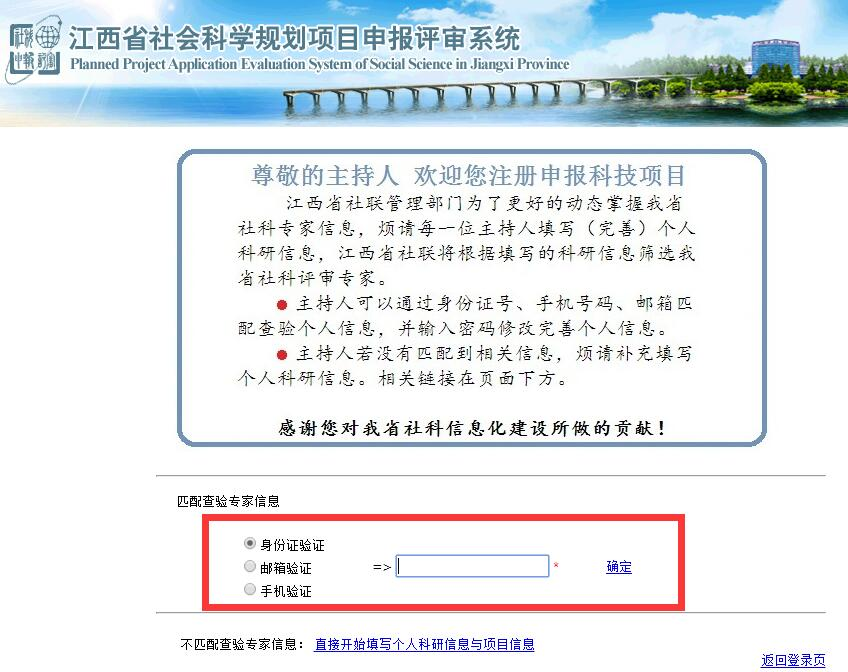 江西省社会科学规划项目申报评审系统
Planned Project Application Evaluation System of Social Science in Jiangxi Province
尊敬的主持人 欢迎您注册申报科技项目
江西省社联管理部门为了更好的动态掌握我省
社科专家信息，烦请每一位主持人填写（完善）个人
科研信息，江西省社联将根据填写的科研信息筛选我
省社科评审专家。
● 主持人可以通过身份证号、手机号码、邮箱匹
配查验个人信息，并输入密码修改完善个人信息。
● 主持人若没有匹配到相关信息，烦请补充填写
个人科研信息。相关链接在页面下方。
感谢您对我省社科信息化建设所做的贡献！
匹配查验专家信息
身份证验证
邮箱验证 => * 确定
手机验证
不匹配查验专家信息： 直接开始填写个人科研信息与项目信息
返回登录页